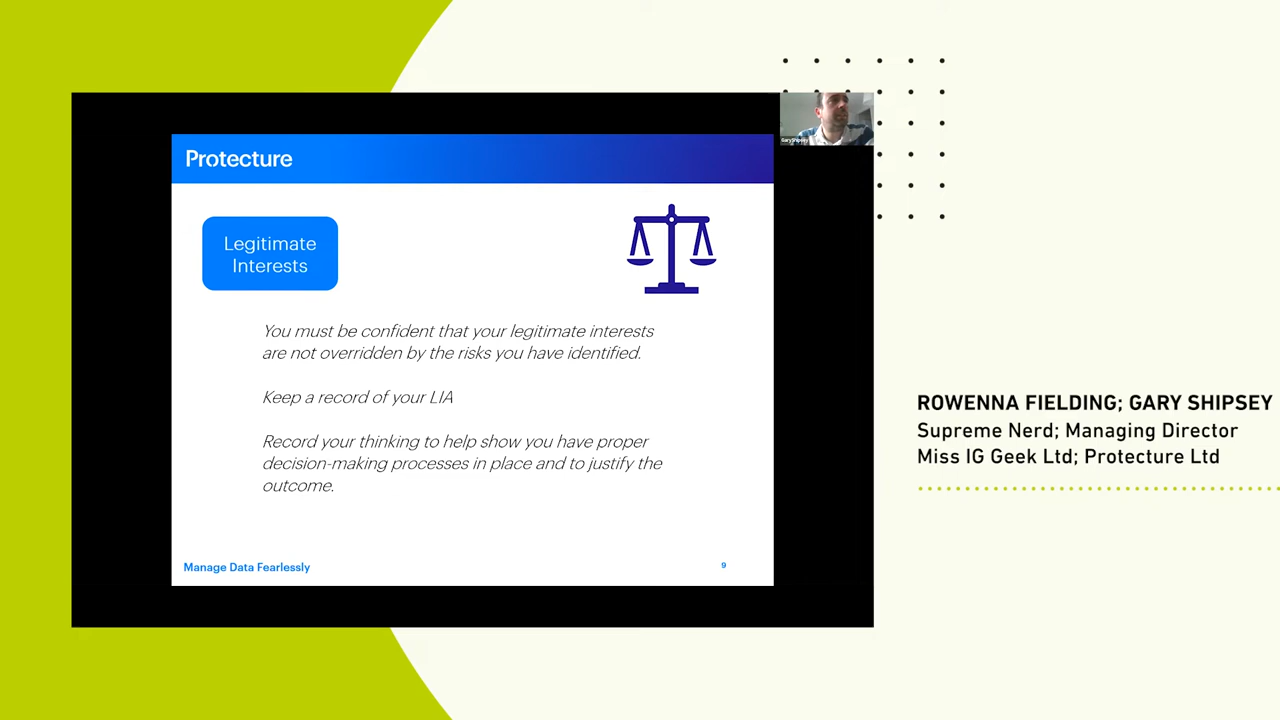 Protecture
GaryShipsey
Legitimate
Interests
You must be confident that your legitimate interests
are not overridden by the risks you have identified.
Keep a record of your LIA
Record your thinking to help show you have proper
decision-making processes in place and to justify the
outcome.
Manage Data Fearlessly
9
ROWENNA FIELDING; GARY SHIPSEY
Supreme Nerd; Managing Director
Miss IG Geek Ltd; Protecture Ltd